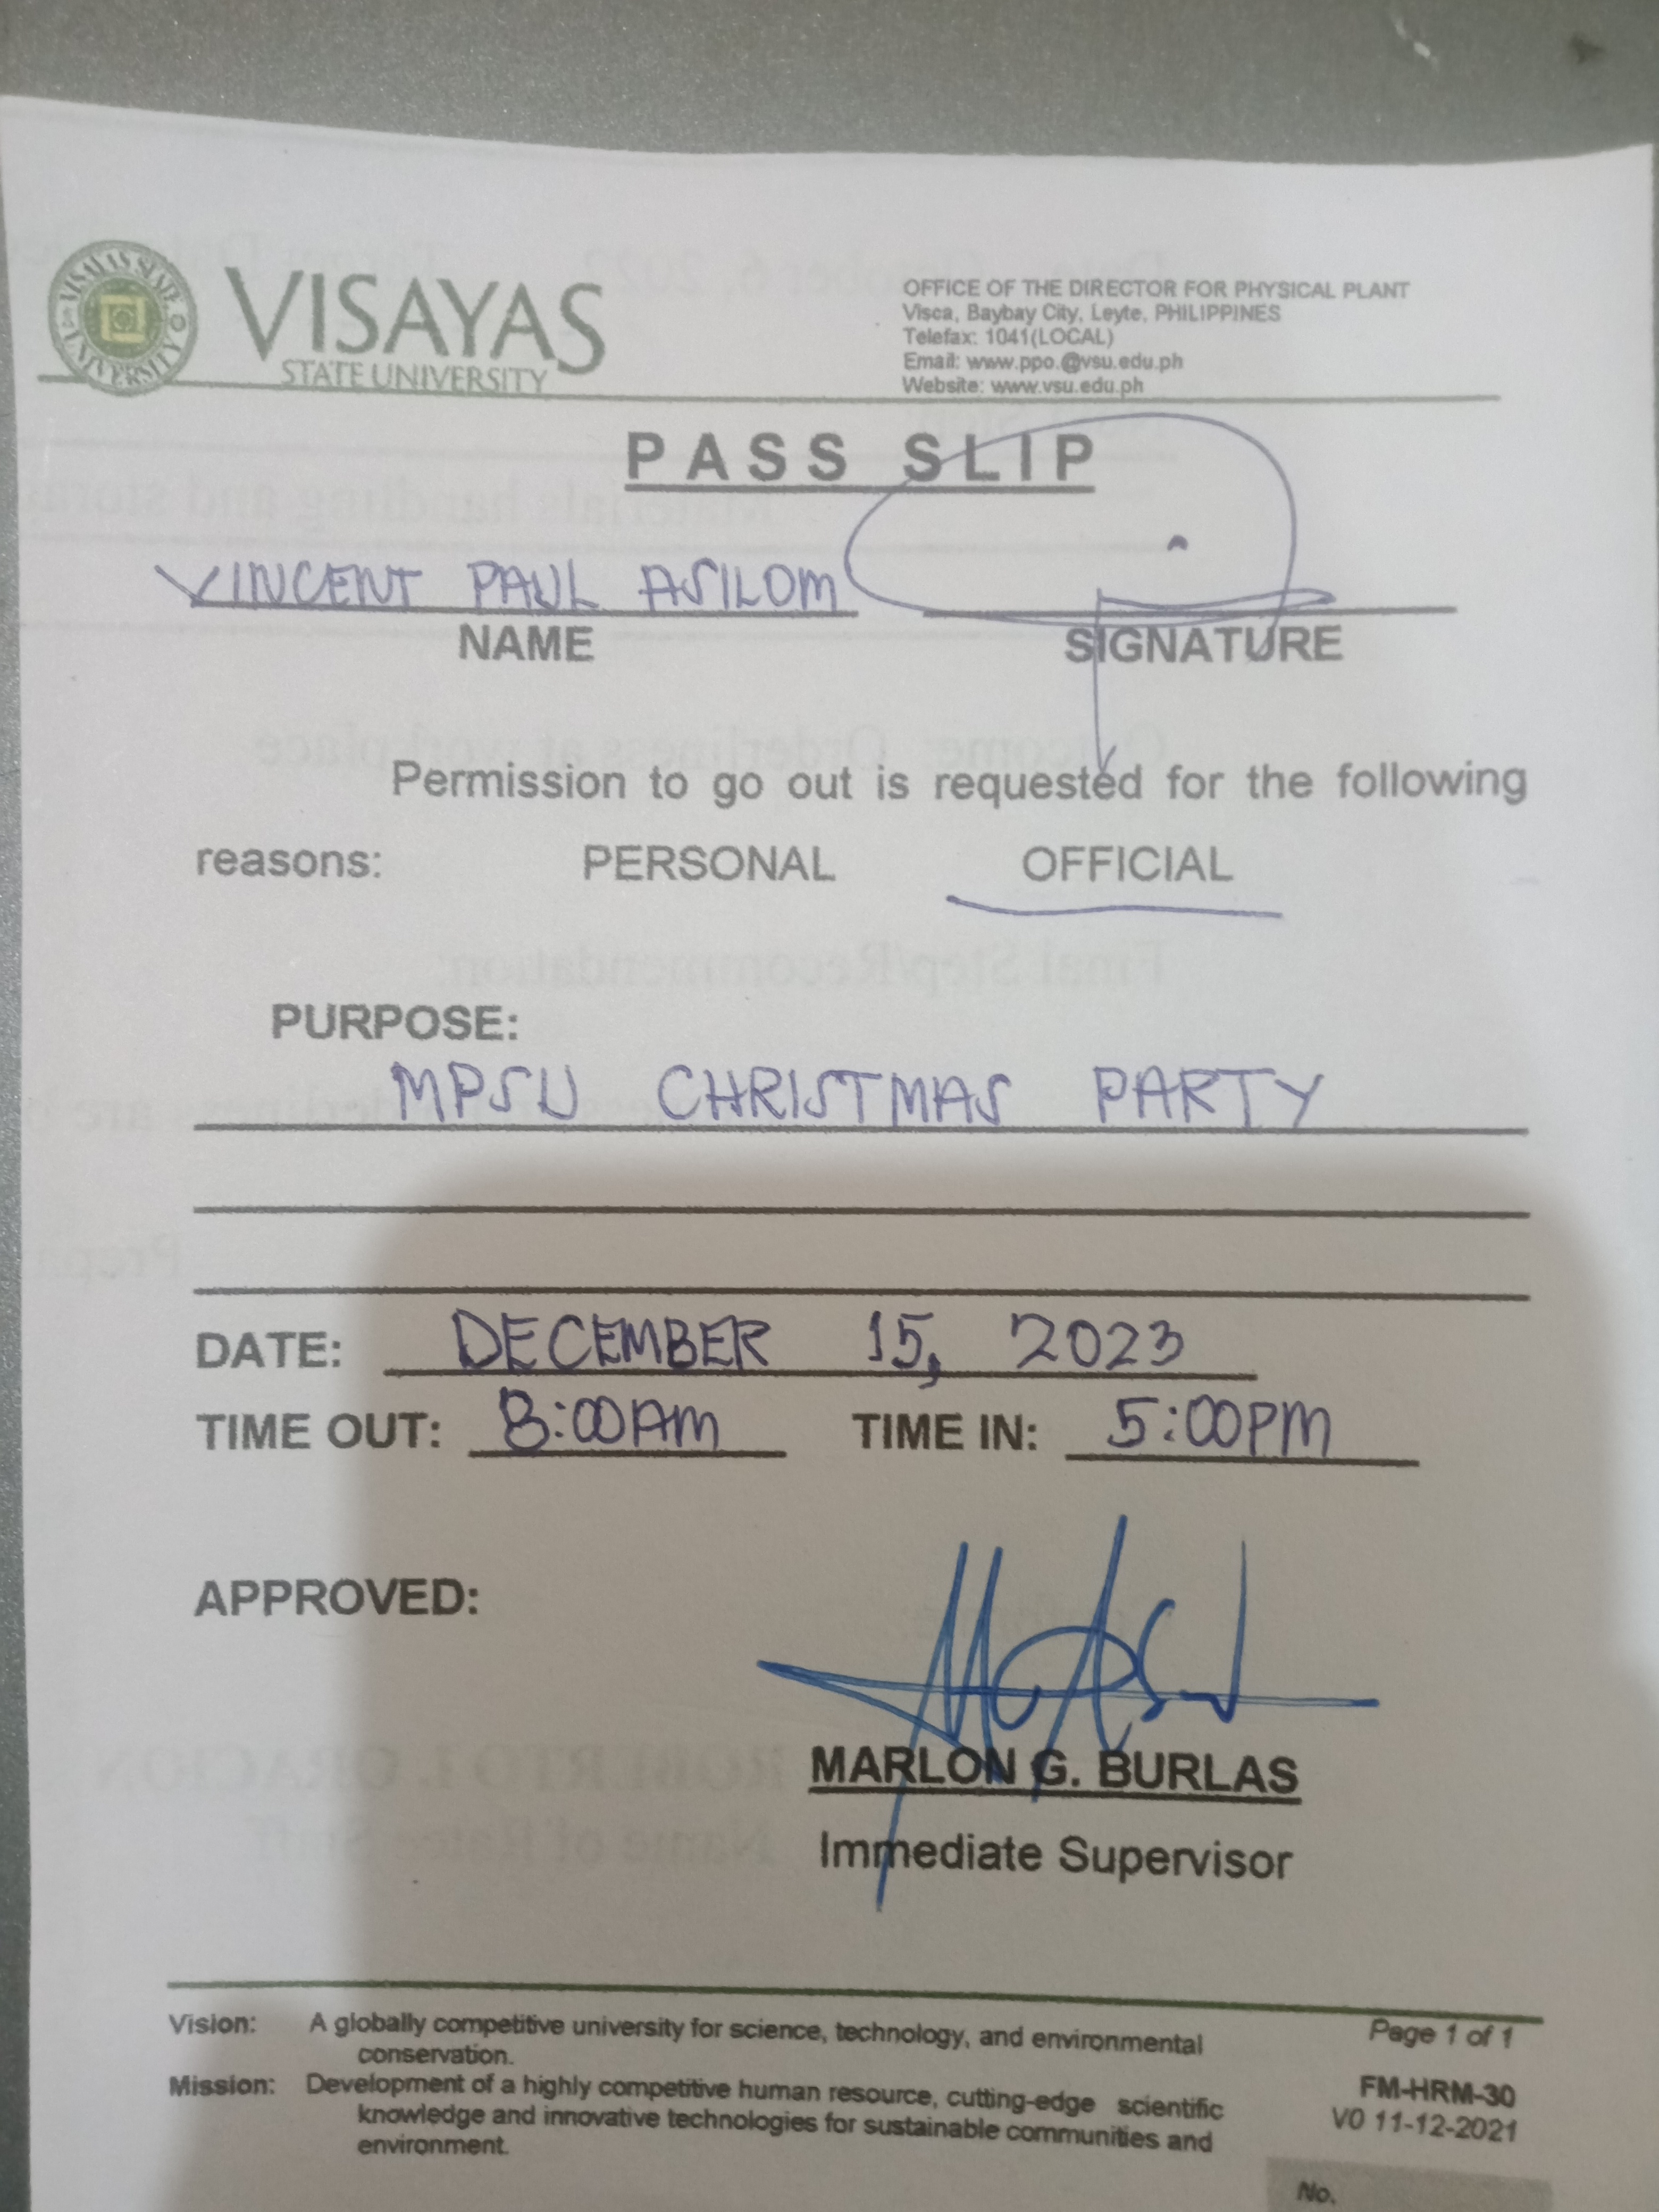 VISAYAS
STATE UNIVERSITY
OFFICE OF THE DIRECTOR FOR PHYSICAL PLANT
Visca, Baybay City, Leyte, PHILIPPINES
Telefax: 1041(LOCAL)
Email: www.ppo.@vsu.edu.ph
Website: www.vsu.edu.ph
PASS SLIP
VINCENT PAUL ASILOM
NAME SIGNATURE
Permission to go out is requested for the following
reasons: PERSONAL OFFICIAL
PURPOSE:
MPSU CHRISTMAS PARTY
DATE: DECEMBER 15, 2023
TIME OUT: 8:00AM TIME IN: 5:00PM
APPROVED:
MARLON G. BURLAS
Immediate Supervisor
Vision: A globally competitive university for science, technology, and environmental
conservation.
Mission: Development of a highly competitive human resource, cutting-edge scientific
knowledge and innovative technologies for sustainable communities and
environment.
Page 1 of 1
FM-HRM-30
V0 11-12-2021
No.